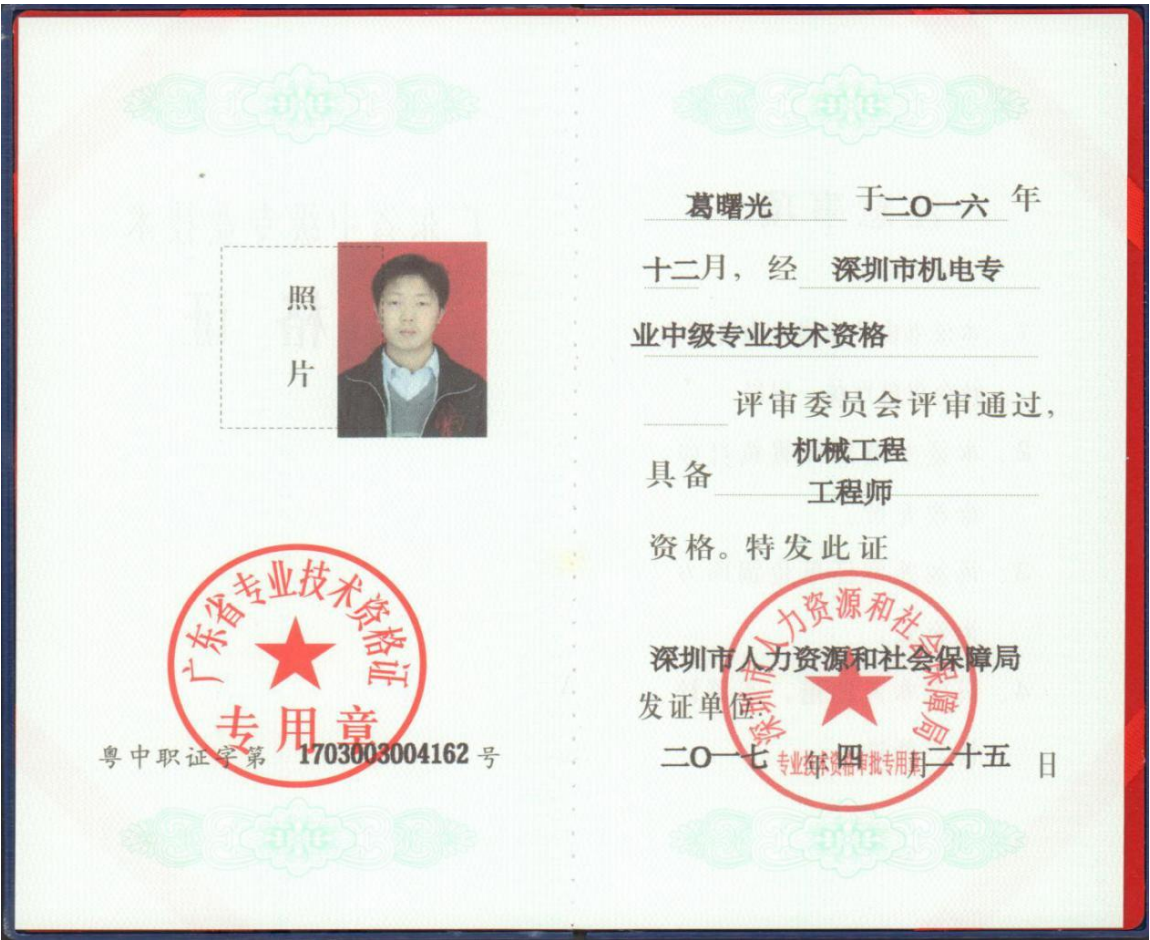 照
片
广东省专业技术资格证
专用章
粤中职证字第 1703003004162 号
葛曙光 于二〇一六 年
十二月，经 深圳市机电专
业中级专业技术资格
评审委员会评审通过，
机械工程
具备
工程师
资格。特发此证
深圳市人力资源和社会保障局
深圳市人力资源和社会保障局
发证单位：
二〇一七 年 四 月 二十五 日
专业技术资格审批专用章